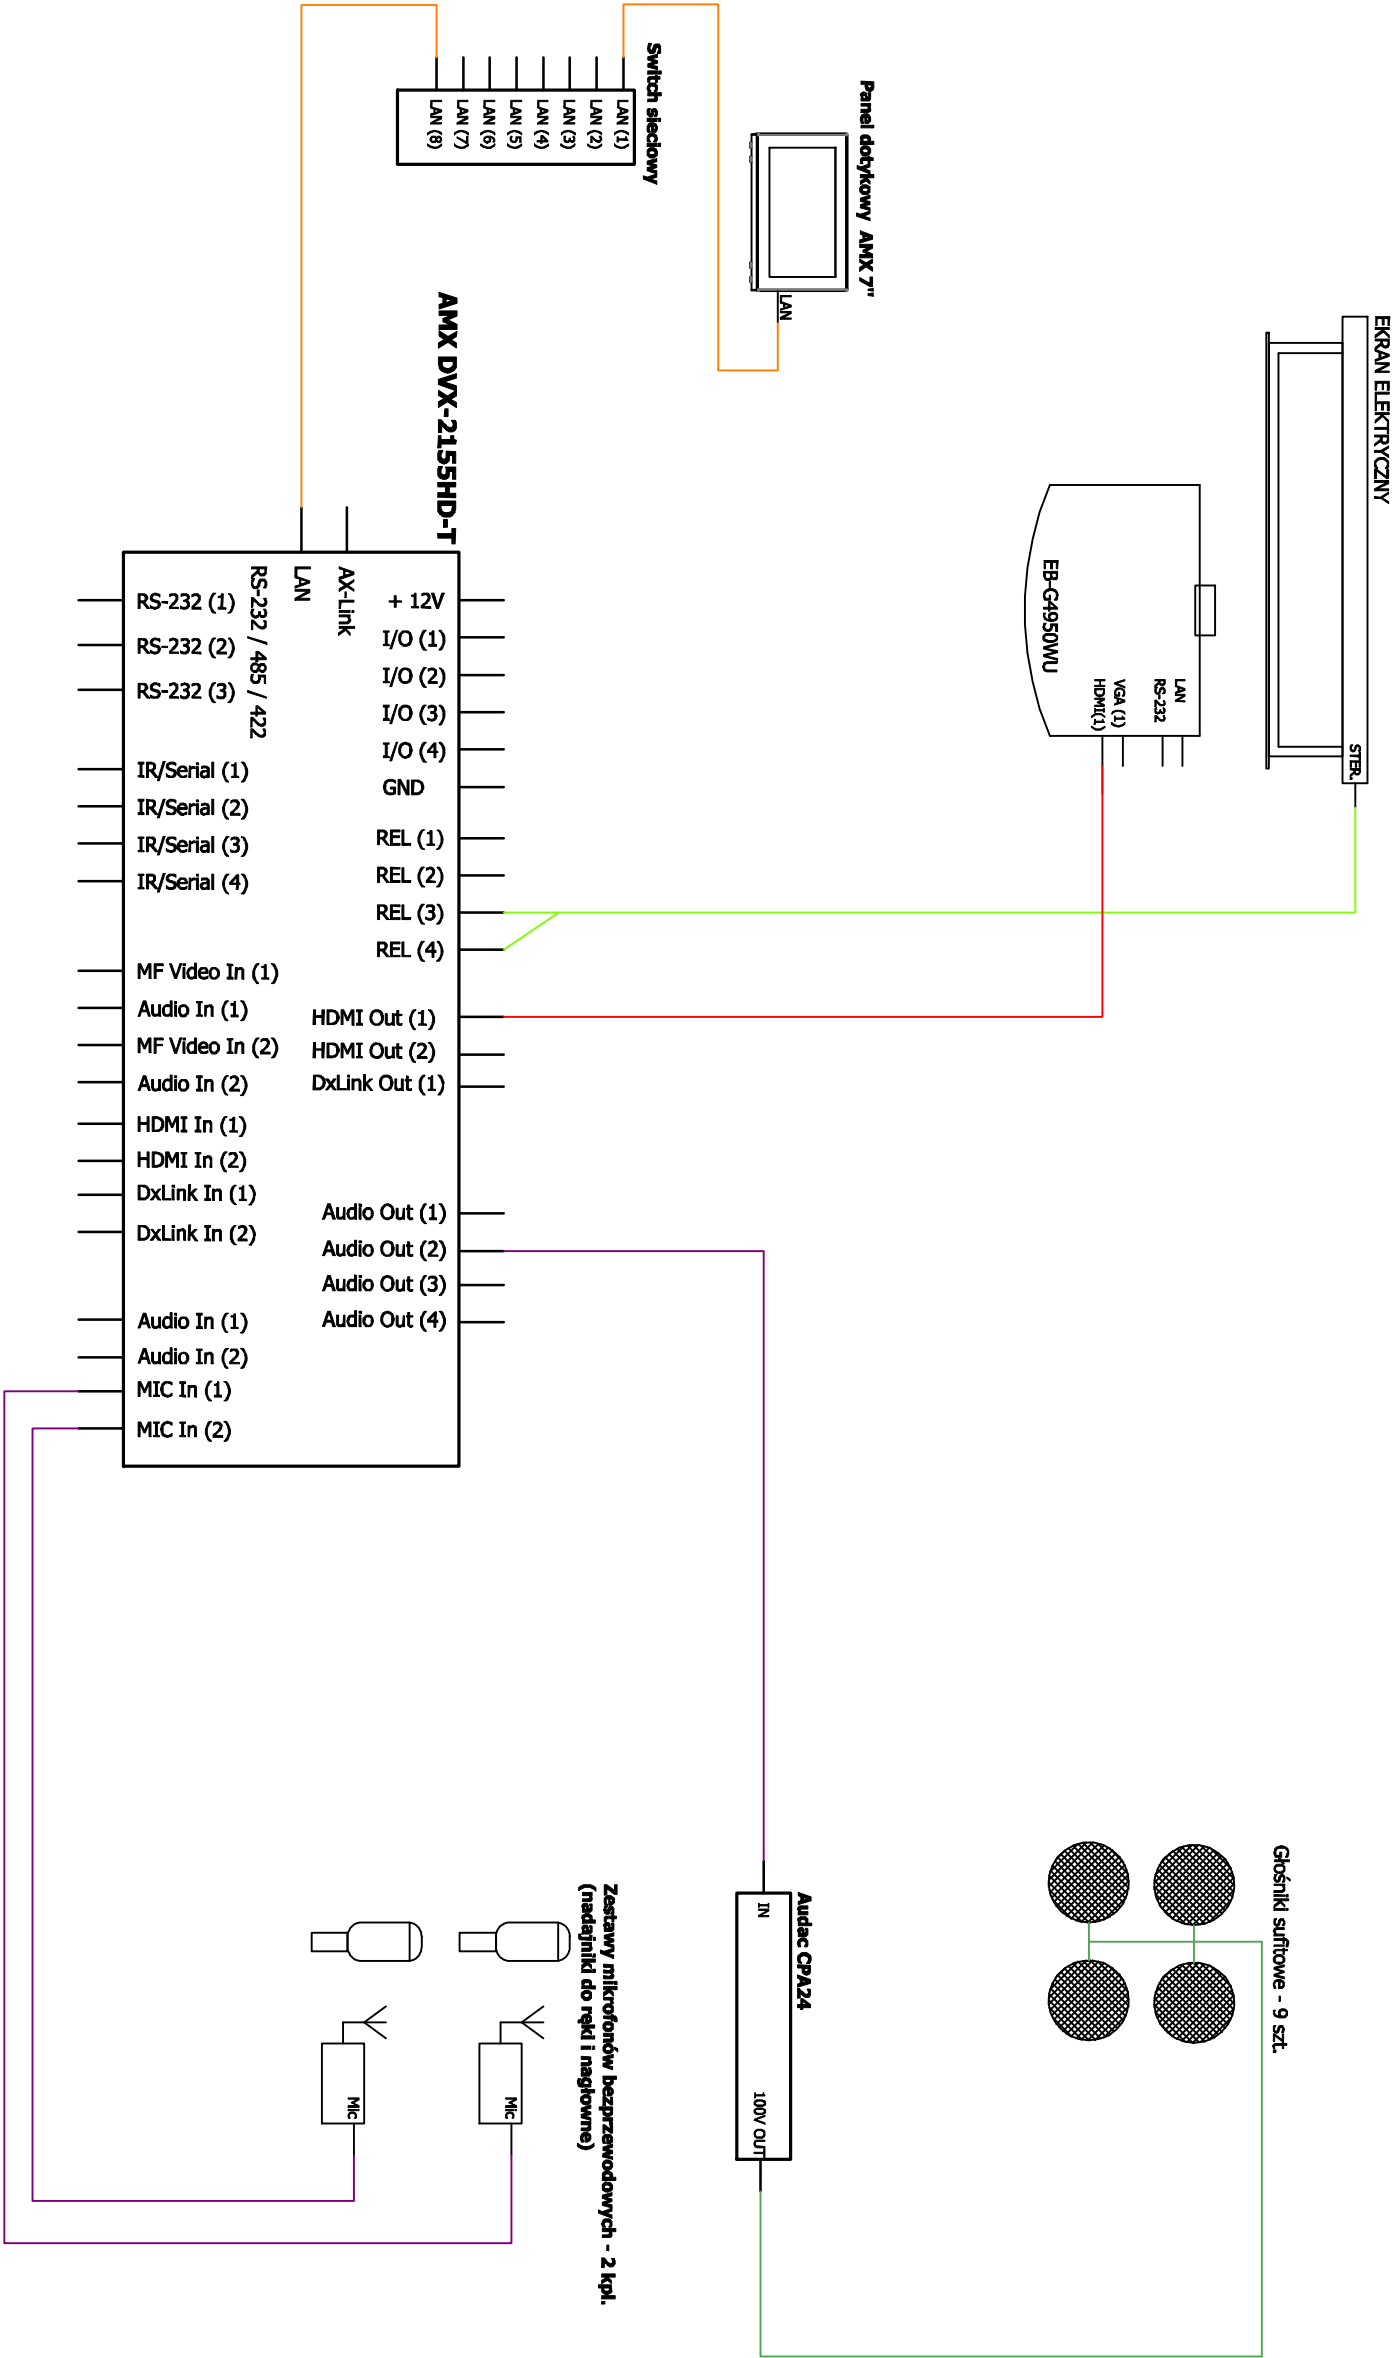 Switch sieciowy
LAN (1)
LAN (2)
LAN (3)
LAN (4)
LAN (5)
LAN (6)
LAN (7)
LAN (8)
Panel dotykowy AMX 7"
LAN
EKRAN ELEKTRYCZNY
STER.
EB-G4950WU
LAN
RS-232
VGA (1)
HDMI(1)
AMX DVX-2155HD-T
AX-Link
LAN
RS-232 / 485 / 422
RS-232 (1)
RS-232 (2)
RS-232 (3)
IR/Serial (1)
IR/Serial (2)
IR/Serial (3)
IR/Serial (4)
MF Video In (1)
Audio In (1)
MF Video In (2)
Audio In (2)
HDMI In (1)
HDMI In (2)
DxLink In (1)
DxLink In (2)
Audio In (1)
Audio In (2)
MIC In (1)
MIC In (2)
+ 12V
I/O (1)
I/O (2)
I/O (3)
I/O (4)
GND
REL (1)
REL (2)
REL (3)
REL (4)
HDMI Out (1)
HDMI Out (2)
DxLink Out (1)
Audio Out (1)
Audio Out (2)
Audio Out (3)
Audio Out (4)
Głośniki sufitowe - 9 szt.
Audac CPA24
IN
100V OUT
Zestawy mikrofonów bezprzewodowych - 2 kpl.
(nadajniki do ręki i nagłowne)
Mic
Mic